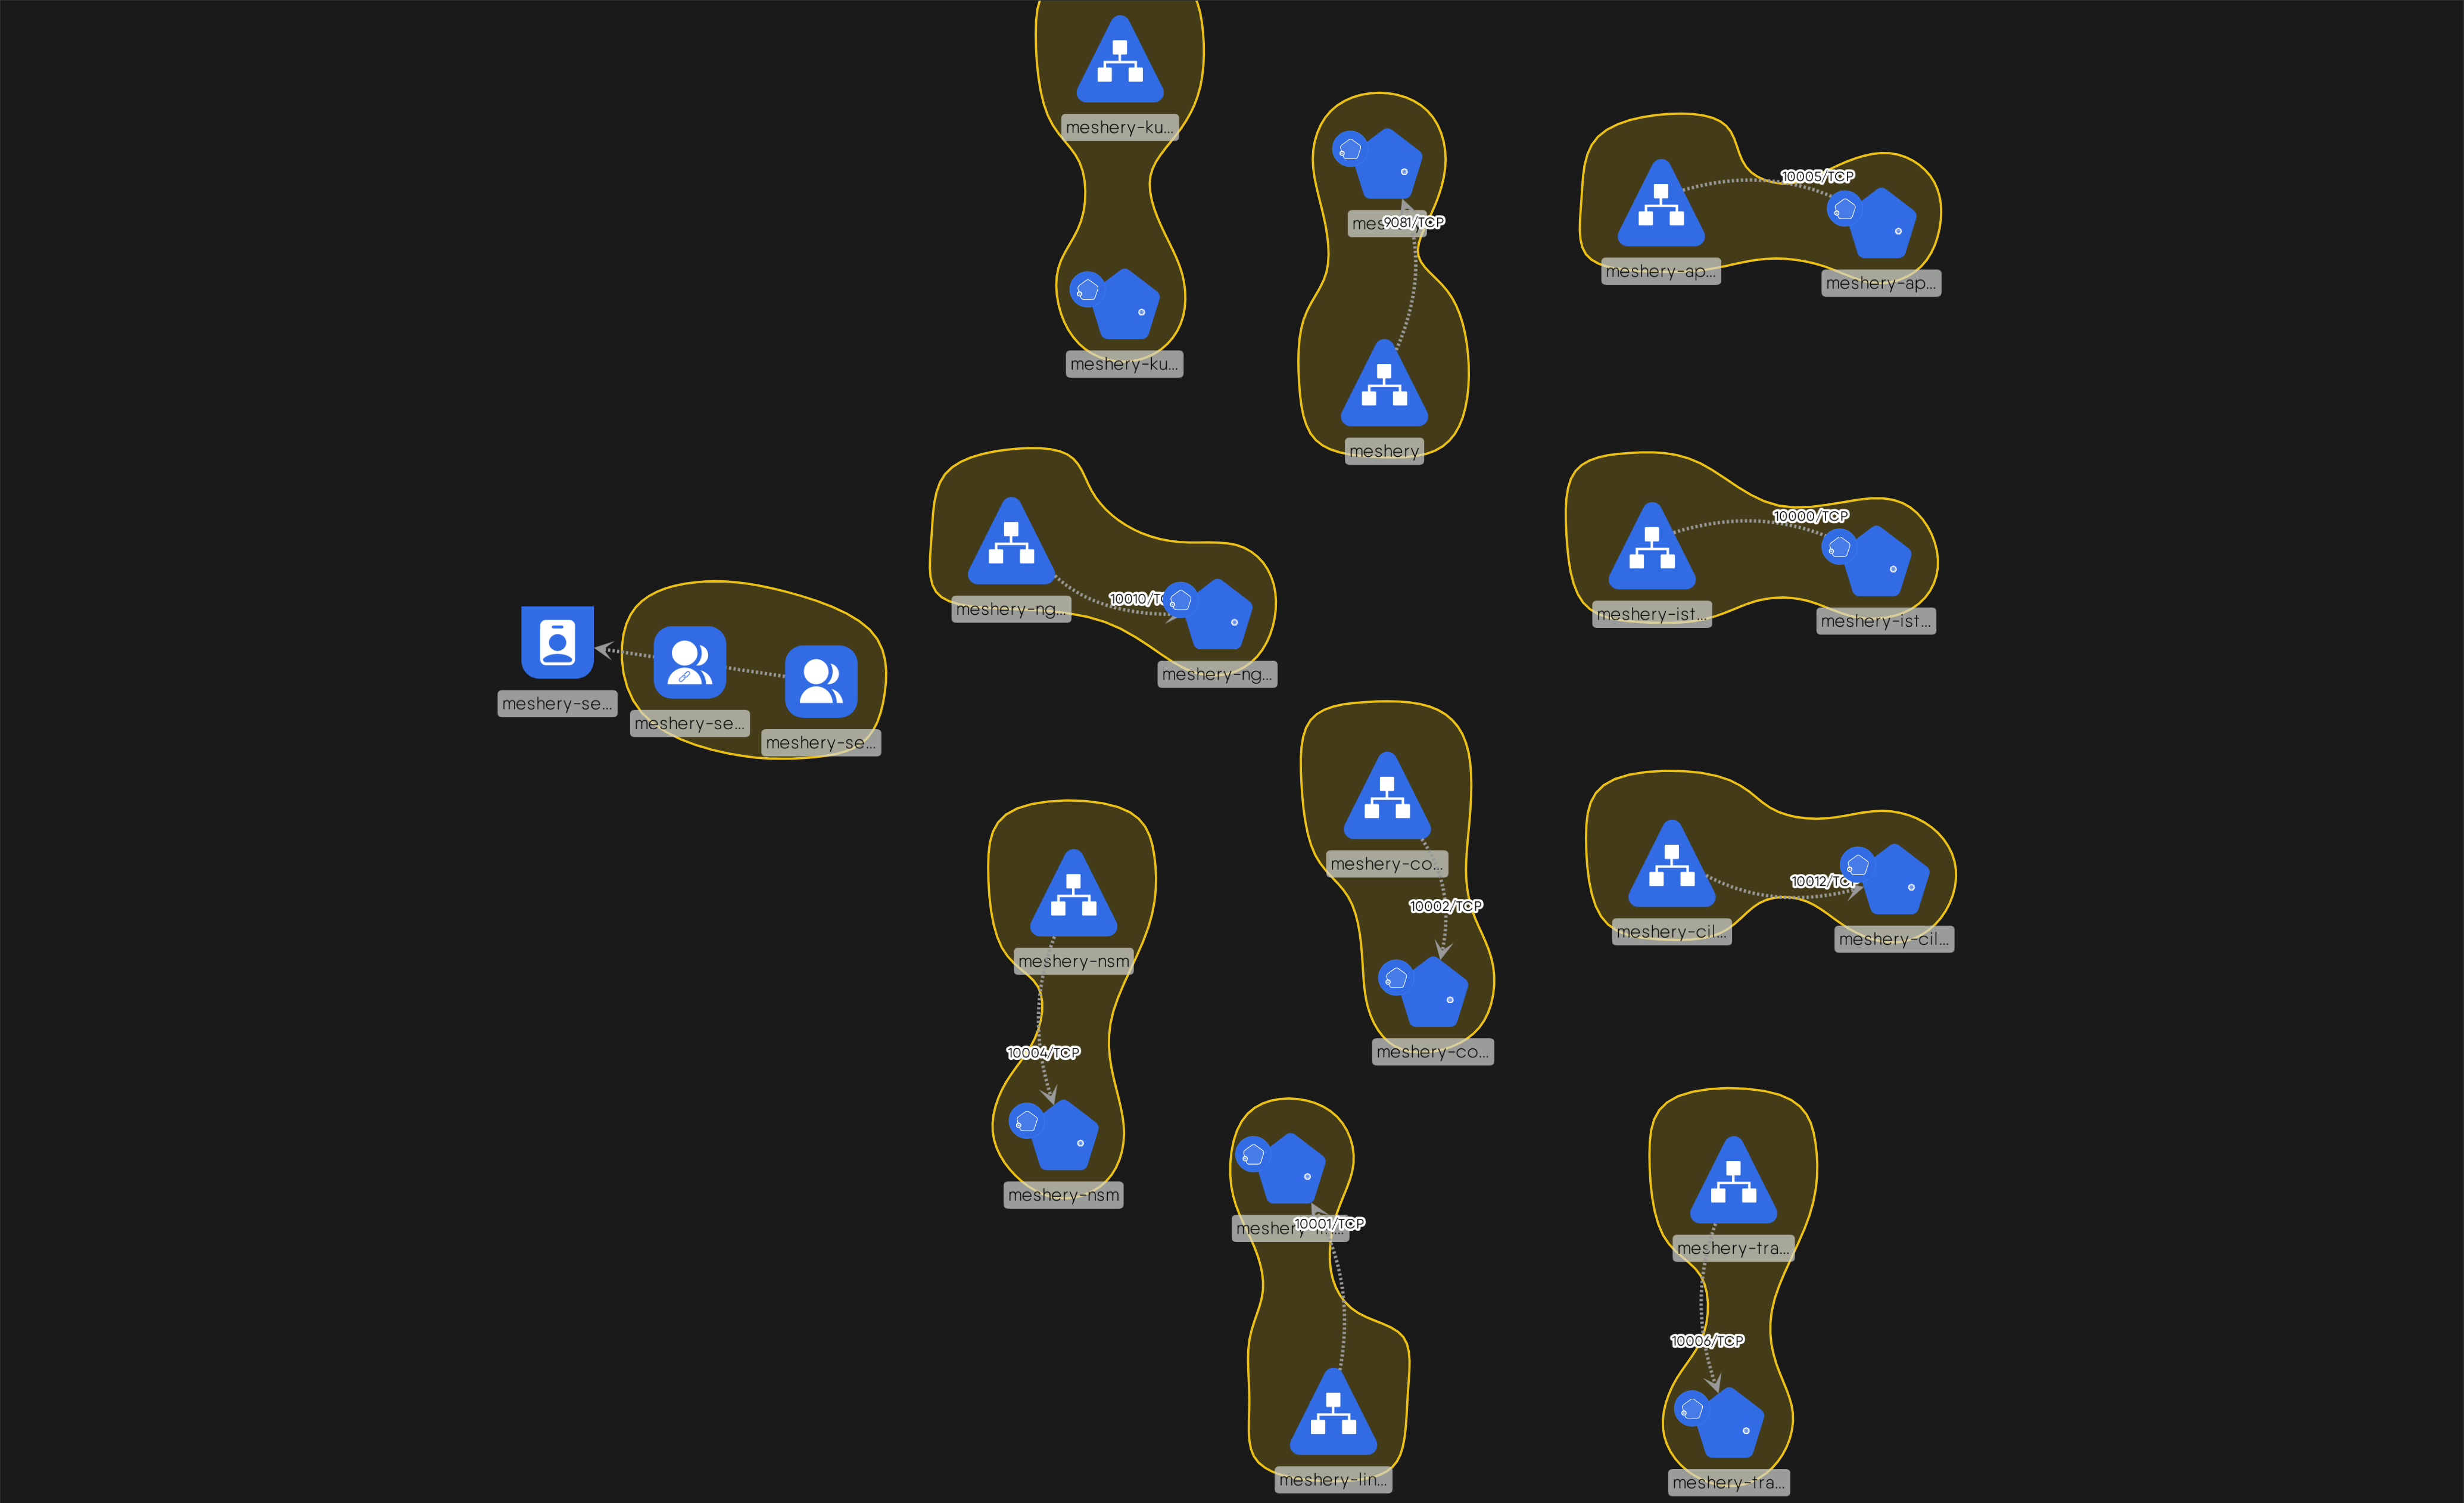 meshery-ku...
meshery-ku...
9081/TCP
meshery
10005/TCP
meshery-ap...
meshery-ap...
meshery-ng...
10010/TC
meshery-ng...
10000/TCP
meshery-ist...
meshery-ist...
meshery-se...
meshery-se...
meshery-se...
meshery-co...
10002/TCP
meshery-co...
10012/TCP
meshery-cil...
meshery-cil...
meshery-nsm
10004/TCP
meshery-nsm
10001/TCP
meshery-lin...
meshery-tra...
10006/TCP
meshery-tra...